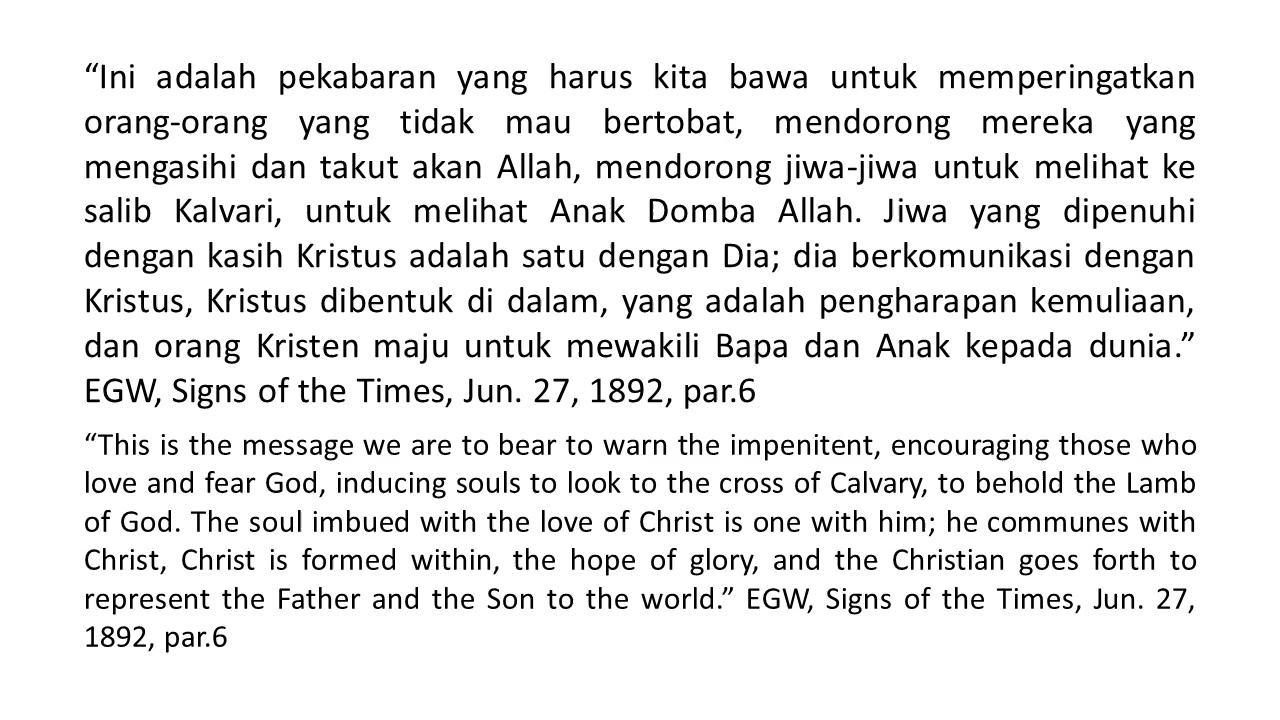 “Ini adalah pekabaran yang harus kita bawa untuk memperingatkan
orang-orang yang tidak mau bertobat, mendorong mereka yang
mengasihi dan takut akan Allah, mendorong jiwa-jiwa untuk melihat ke
salib Kalvari, untuk melihat Anak Domba Allah. Jiwa yang dipenuhi
dengan kasih Kristus adalah satu dengan Dia; dia berkomunikasi dengan
Kristus, Kristus dibentuk di dalam, yang adalah pengharapan kemuliaan,
dan orang Kristen maju untuk mewakili Bapa dan Anak kepada dunia.”
EGW, Signs of the Times, Jun. 27, 1892, par.6
“This is the message we are to bear to warn the impenitent, encouraging those who
love and fear God, inducing souls to look to the cross of Calvary, to behold the Lamb
of God. The soul imbued with the love of Christ is one with him; he communes with
Christ, Christ is formed within, the hope of glory, and the Christian goes forth to
represent the Father and the Son to the world.” EGW, Signs of the Times, Jun. 27,
1892, par.6